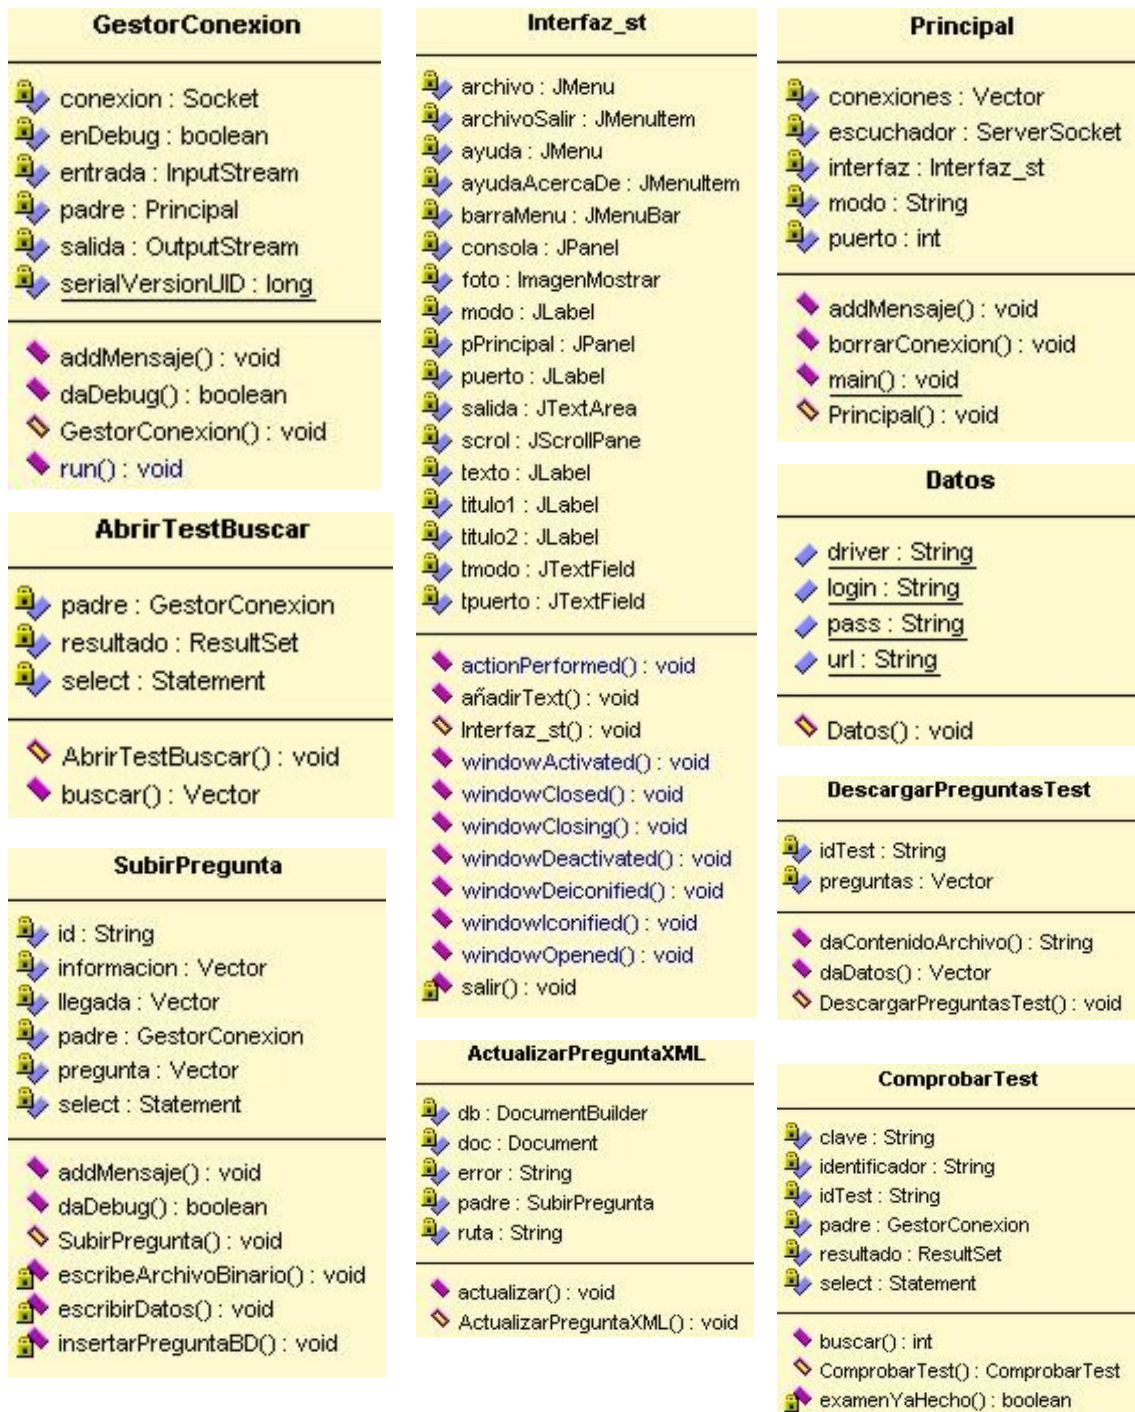 GestorConexion
conexion : Socket
enDebug : boolean
entrada : InputStream
padre : Principal
salida : OutputStream
serialVersionUID : long
addMensaje() : void
daDebug() : boolean
GestorConexion() : void
run() : void
AbrirTestBuscar
padre : GestorConexion
resultado : ResultSet
select : Statement
AbrirTestBuscar() : void
buscar() : Vector
SubirPregunta
id : String
informacion : Vector
llegada : Vector
padre : GestorConexion
pregunta : Vector
select : Statement
addMensaje() : void
daDebug() : boolean
SubirPregunta() : void
escribeArchivoBinario() : void
escribirDatos() : void
insertarPreguntaBD() : void
Interfaz_st
archivo : JMenu
archivoSalir : JMenuItem
ayuda : JMenu
ayudaAcercaDe : JMenuItem
barraMenu : JMenuBar
consola : JPanel
foto : ImagenMostrar
modo : JLabel
pPrincipal : JPanel
puerto : JLabel
salida : JTextArea
scrol : JScrollPane
texto : JLabel
titulo1 : JLabel
titulo2 : JLabel
tmodo : JTextField
tpuerto : JTextField
actionPerformed() : void
añadirText() : void
Interfaz_st() : void
windowActivated() : void
windowClosed() : void
windowClosing() : void
windowDeactivated() : void
windowDeiconified() : void
windowIconified() : void
windowOpened() : void
salir() : void
ActualizarPreguntaXML
db : DocumentBuilder
doc : Document
error : String
padre : SubirPregunta
ruta : String
actualizar() : void
ActualizarPreguntaXML() : void
Principal
conexiones : Vector
escuchador : ServerSocket
interfaz : Interfaz_st
modo : String
puerto : int
addMensaje() : void
borrarConexion() : void
main() : void
Principal() : void
Datos
driver : String
login : String
pass : String
url : String
Datos() : void
DescargarPreguntasTest
idTest : String
preguntas : Vector
daContenidoArchivo() : String
daDatos() : Vector
DescargarPreguntasTest() : void
ComprobarTest
clave : String
identificador : String
idTest : String
padre : GestorConexion
resultado : ResultSet
select : Statement
buscar() : int
ComprobarTest() : ComprobarTest
examenYaHecho() : boolean